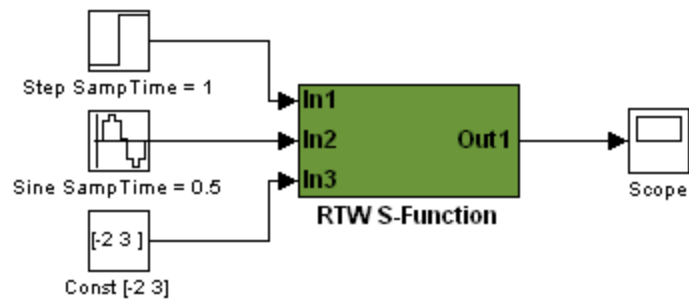 Step SampTime = 1
In1
Sine SampTime = 0.5
In2
Out1
In3
Scope
RTW S-Function
[-2 3 ]
Const [-2 3]